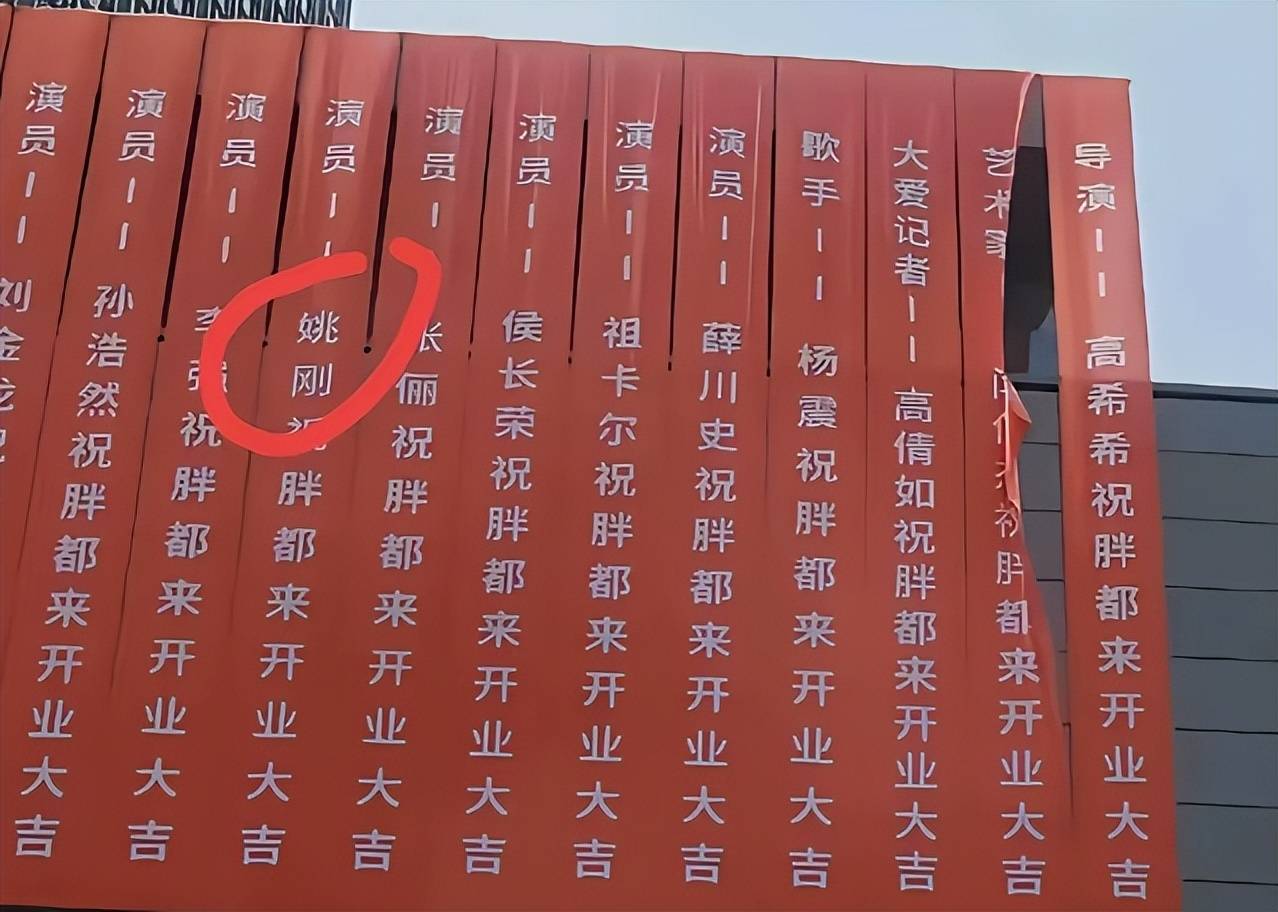 导演--高希希祝胖都来开业大吉
艺术家 祝胖都来开业大吉
大爱记者--高倩如祝胖都来开业大吉
歌手--杨震祝胖都来开业大吉
演员--薛川史祝胖都来开业大吉
演员--祖卡尔祝胖都来开业大吉
演员--侯长荣祝胖都来开业大吉
演员--张俪祝胖都来开业大吉
演员--姚刚祝胖都来开业大吉
演员--李强祝胖都来开业大吉
演员--孙浩然祝胖都来开业大吉
演员--刘金龙